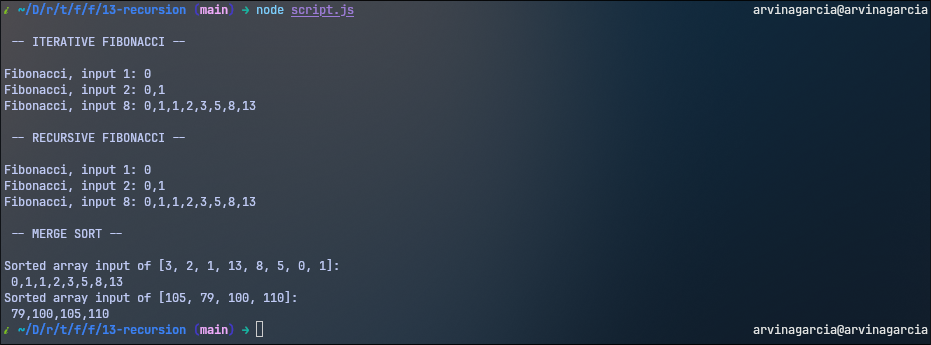 ~/D/r/t/f/f/13-recursion (main) → node script.js arvinagarcia@arvinagarcia
-- ITERATIVE FIBONACCI --
Fibonacci, input 1: 0
Fibonacci, input 2: 0,1
Fibonacci, input 8: 0,1,1,2,3,5,8,13
-- RECURSIVE FIBONACCI --
Fibonacci, input 1: 0
Fibonacci, input 2: 0,1
Fibonacci, input 8: 0,1,1,2,3,5,8,13
-- MERGE SORT --
Sorted array input of [3, 2, 1, 13, 8, 5, 0, 1]:
0,1,1,2,3,5,8,13
Sorted array input of [105, 79, 100, 110]:
79,100,105,110
~/D/r/t/f/f/13-recursion (main) → arvinagarcia@arvinagarcia